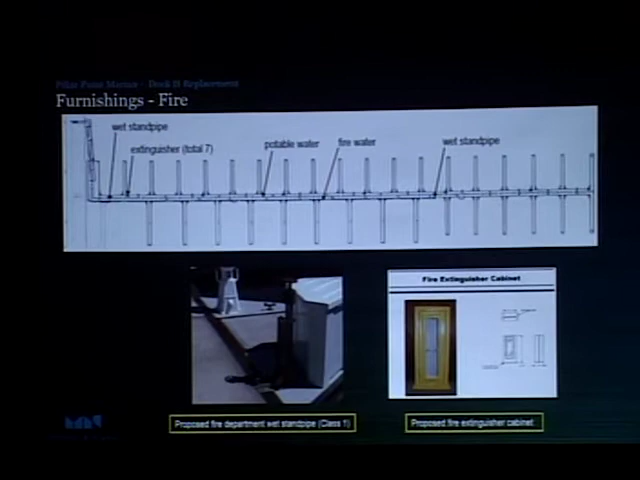 Pillar Point Marina - Dock H Replacement
Furnishings - Fire
wet standpipe
extinguisher (total 7)
potable water
fire water
wet standpipe
Fire Extinguisher Cabinet
Proposed fire department wet standpipe (Class 1)
Proposed fire extinguisher cabinet